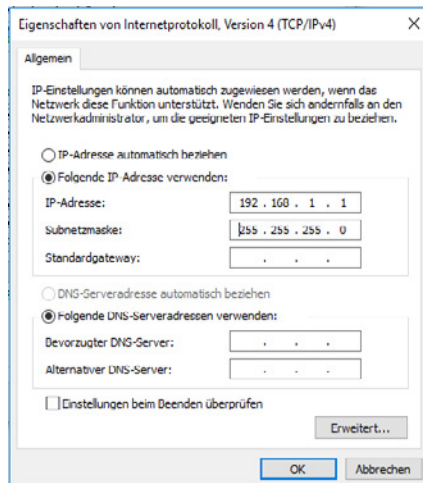 Eigenschaften von Internetprotokoll, Version 4 (TCP/IPv4)
Allgemein
IP-Einstellungen können automatisch zugewiesen werden, wenn das
Netzwerk diese Funktion unterstützt. Wenden Sie sich andernfalls an den
Netzwerkadministrator, um die geeigneten IP-Einstellungen zu beziehen.
IP-Adresse automatisch beziehen
Folgende IP-Adresse verwenden:
IP-Adresse: 192 . 168 . 1 . 1
Subnetzmaske: 255 . 255 . 255 . 0
Standardgateway: . . .
DNS-Serveradresse automatisch beziehen
Folgende DNS-Serveradressen verwenden:
Bevorzugter DNS-Server: . . .
Alternativer DNS-Server: . . .
Einstellungen beim Beenden überprüfen
Erweitert...
OK Abbrechen